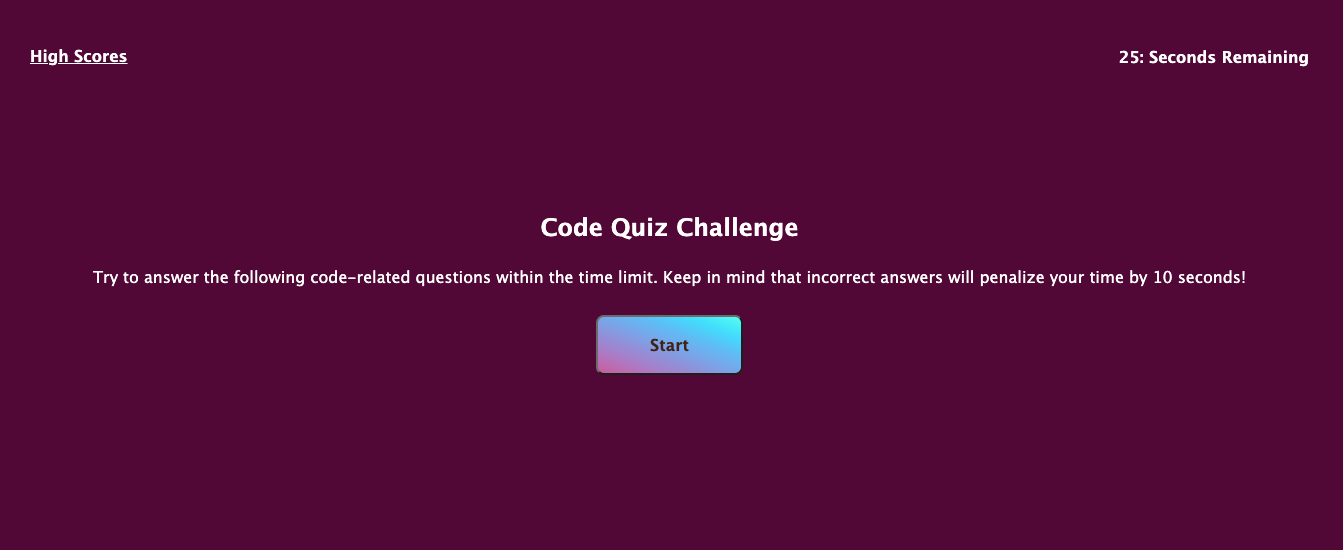 High Scores
25: Seconds Remaining
Code Quiz Challenge
Try to answer the following code-related questions within the time limit. Keep in mind that incorrect answers will penalize your time by 10 seconds!
Start